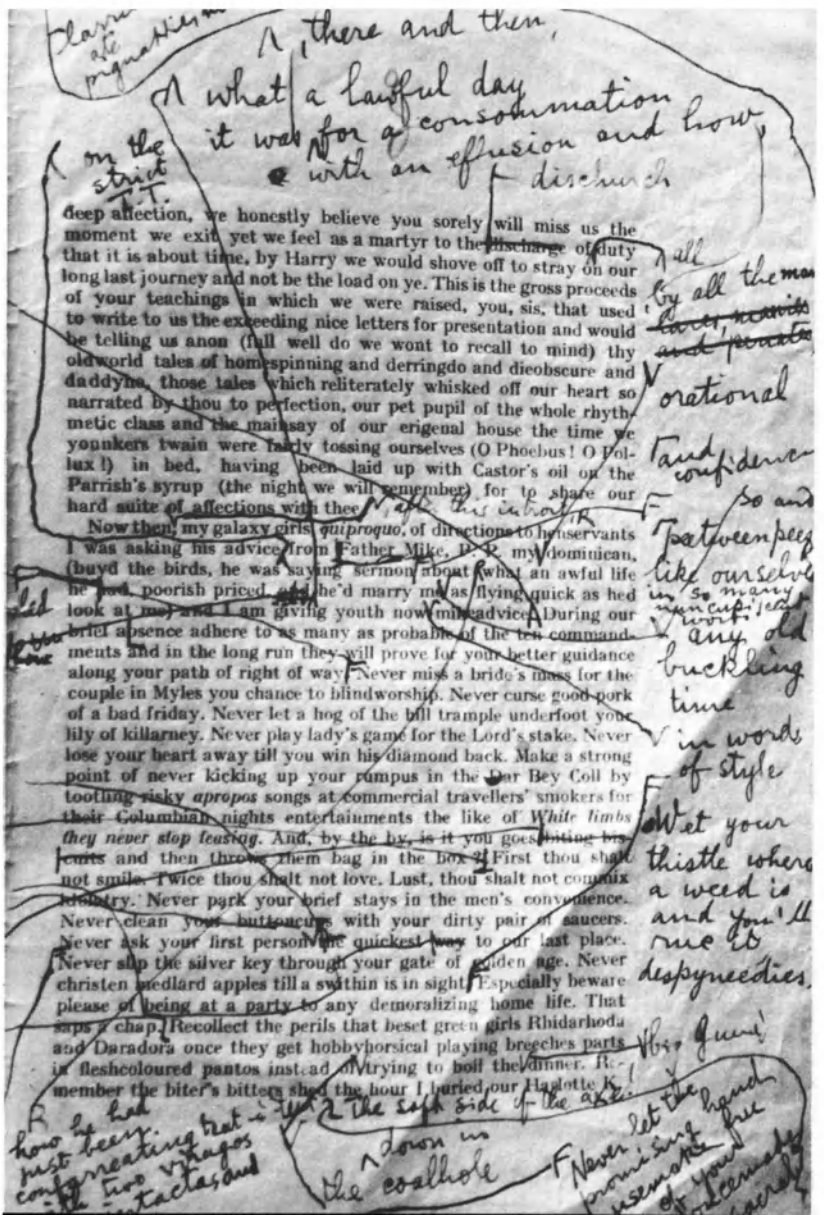 , there and then,
what a lawful day
it was for a consommation
with an effusion and how
on the
strict
T.T.
dischurch
deep affection, we honestly believe you sorely will miss us the
moment we exit yet we feel as a martyr to the discharge of duty
that it is about time, by Harry we would shove off to stray on our
long last journey and not be the load on ye. This is the gross proceeds
of your teachings in which we were raised, you, sis, that used
to write to us the exceeding nice letters for presentation and would
be telling us anon (full well do we wont to recall to mind) thy
oldworld tales of homespinning and derringdo and dieobscure and
daddyho, those tales which reliterately whisked off our heart so
narrated by thou to perfection, our pet pupil of the whole rhyth-
metic class and the mainsay of our erigenal house the time we
younkers twain were fairly tossing ourselves (O Phoebus! O Pol-
lux!) in bed, having been laid up with Castor's oil on the
Parrish's syrup (the night we will remember) for to share our
hard suite of affections with thee
Now then, my galaxy girls, quiproquo, of directions to henservants
I was asking his advice from Father Mike, P. P. my dominican,
(buyd the birds, he was saying sermon about what an awful life
he had, poorish priced, he'd marry me as flying quick as hed
look at me) and I am giving youth now advice. During our
brief absence adhere to as many as probable of the ten command-
ments and in the long run they will prove for your better guidance
along your path of right of way. Never miss a bride's mass for the
couple in Myles you chance to blindworship. Never curse good pork
of a bad friday. Never let a hog of the bill trample underfoot your
lily of killarney. Never play lady's game for the Lord's stake. Never
lose your heart away till you win his diamond back. Make a strong
point of never kicking up your rumpus in the Dar Bey Coll by
tootling risky apropos songs at commercial travellers' smokers for
their Columbian nights entertainments the like of White limbs
they never stop teasing. And, by the by, is it you goes biting bis-
cuits and then throws them bag in the box? First thou shalt
not smile. Twice thou shalt not love. Lust, thou shalt not commix
idolatry. Never park your brief stays in the men's convenience.
Never clean your buttoncups with your dirty pair of saucers.
Never ask your first person the quickest way to our last place.
Never slip the silver key through your gate of golden age. Never
christen medlard apples till a swithin is in sight. Especially beware
please of being at a party to any demoralizing home life. That
saps a chap. Recollect the perils that beset green girls Rhidarhoda
and Daradora once they get hobbyhorsical playing breeches parts
in fleshcoloured pantos instead of trying to boil the dinner. Re-
member the biter's bitters shed the hour I buried our Haglotte K.!
all
by all the
orational
and
confidence
so and
between peep
like ourselves
in so many
nuncupiscent
words
any old
buckling
time
in words
of style
Wet your
thistle where
a weed is
and you'll
rue it
despyneedies.
how he had
just been
confarreating
with two viragos
intactas and
the soft side of the axe!
down in
the coalhole
Never let the
promising hand
usemake free
of your
sacral